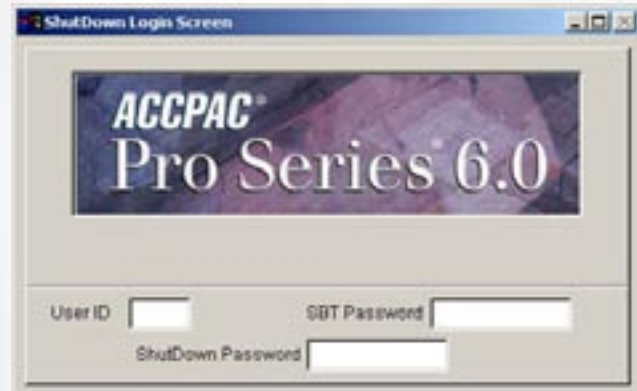 ShutDown Login Screen
ACCPAC®
Pro Series 6.0
User ID
SBT Password
ShutDown Password